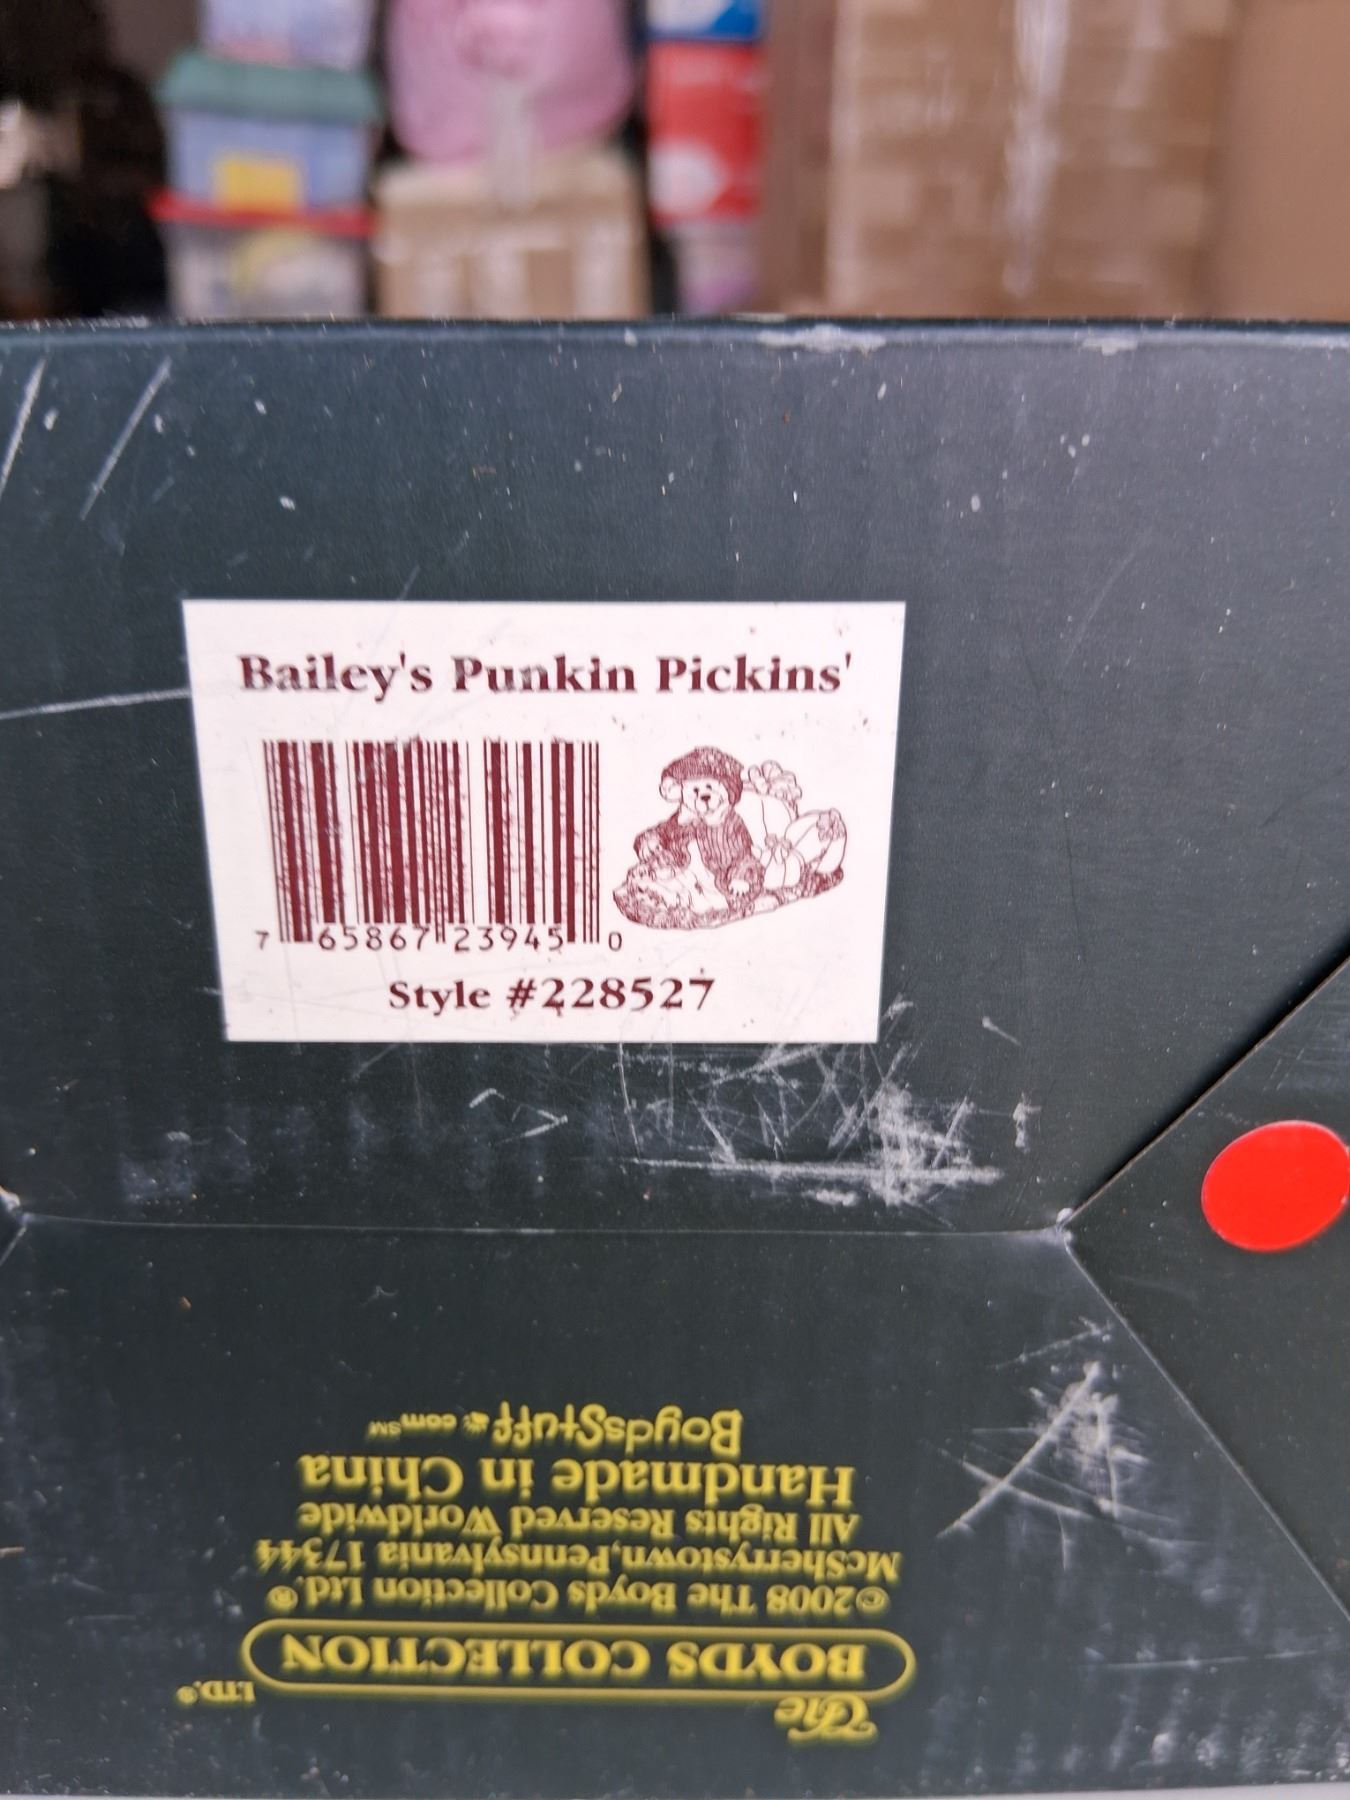 Bailey's Punkin Pickins'
7 65867 23945 0
Style #228527
The
BOYDS COLLECTION
LTD.®
©2008 The Boyds Collection Ltd.®
McSherrystown, Pennsylvania 17344
All Rights Reserved Worldwide
Handmade in China
BoydsStuff.com℠